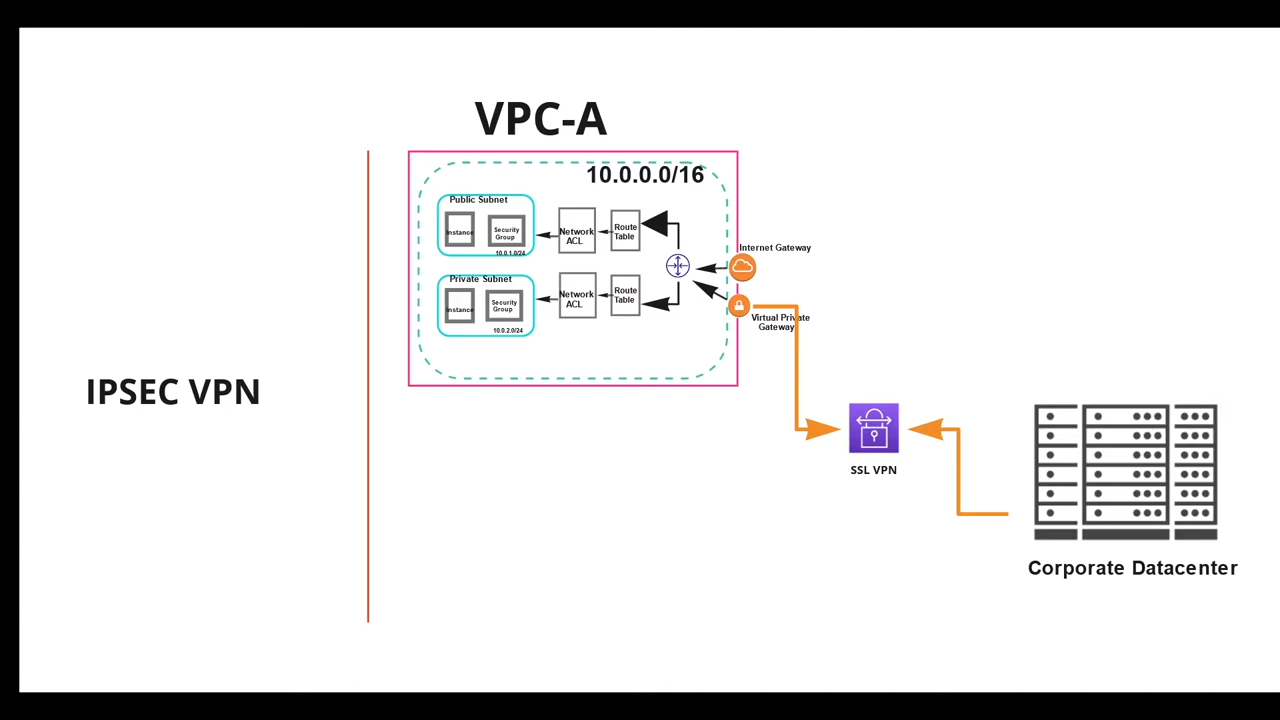 VPC-A
10.0.0.0/16
Public Subnet
Instance
Security
Group
10.0.1.0/24
Network
ACL
Route
Table
Internet Gateway
Private Subnet
Instance
Security
Group
10.0.2.0/24
Network
ACL
Route
Table
Virtual Private
Gateway
IPSEC VPN
SSL VPN
Corporate Datacenter